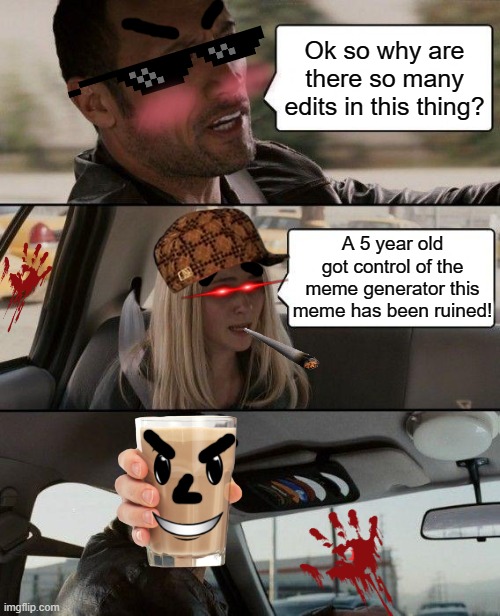 Ok so why are
there so many
edits in this thing?
A 5 year old
got control of the
meme generator this
meme has been ruined!
imgflip.com